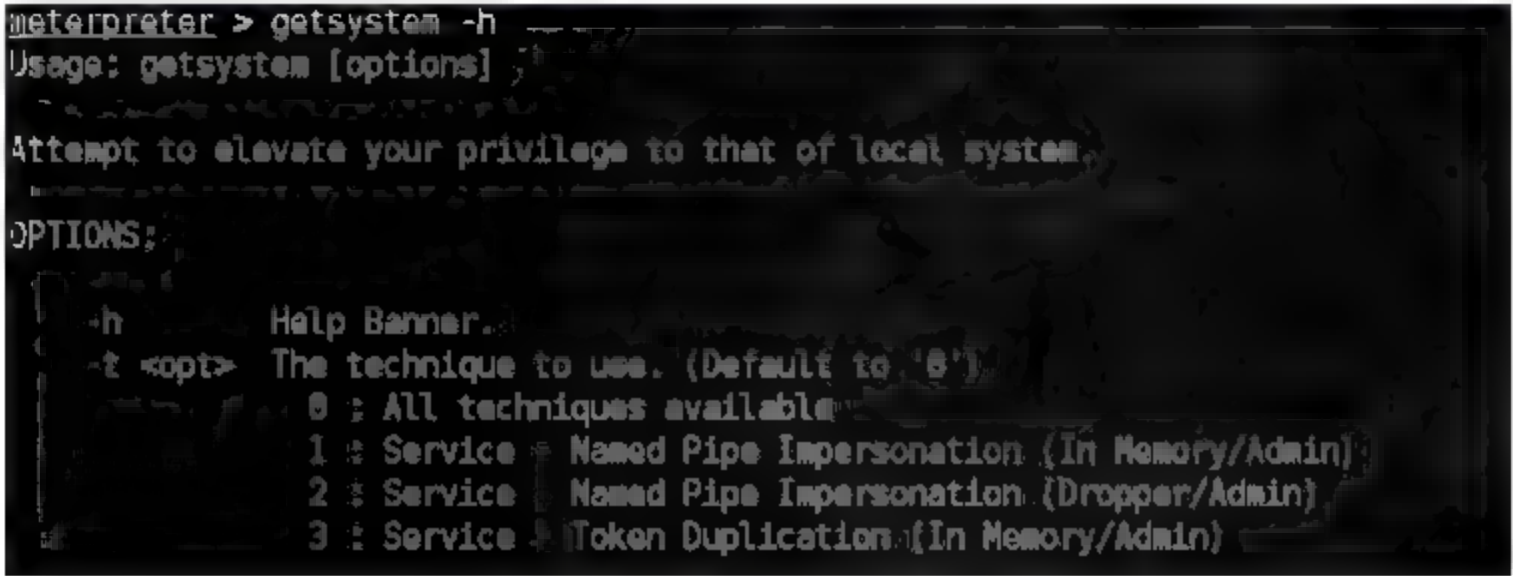 meterpreter > getsystem -h
Usage: getsystem [options]
Attempt to elevate your privilege to that of local system.
OPTIONS:
-h Help Banner.
-t <opt> The technique to use. (Default to '0')
0 : All techniques available
1 : Service - Named Pipe Impersonation (In Memory/Admin)
2 : Service - Named Pipe Impersonation (Dropper/Admin)
3 : Service - Token Duplication (In Memory/Admin)